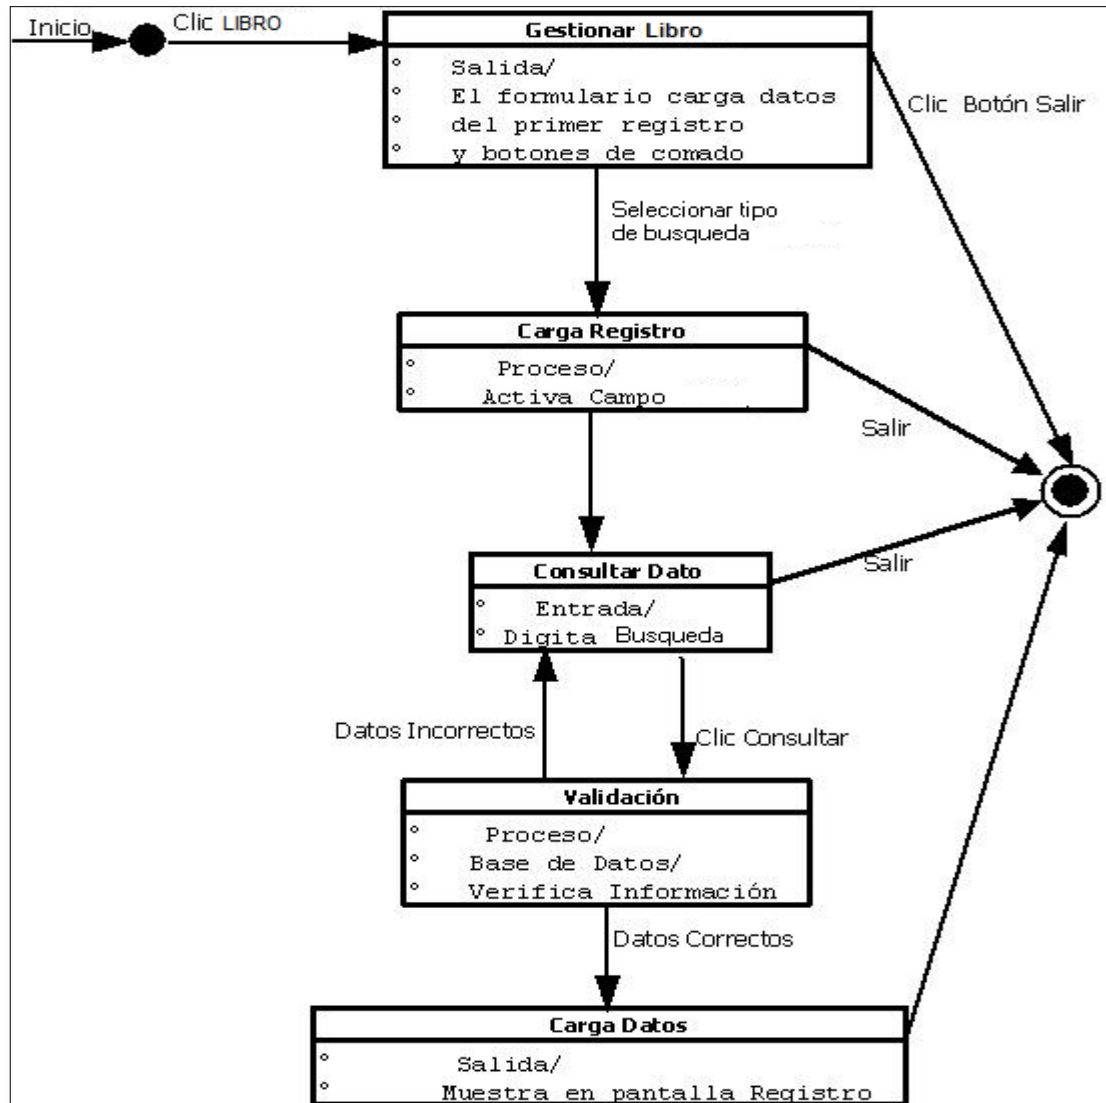 Inicio
Clic LIBRO
Gestionar Libro
Salida/
El formulario carga datos
del primer registro
y botones de comado
Clic Botón Salir
Seleccionar tipo
de busqueda
Carga Registro
Proceso/
Activa Campo
Salir
Consultar Dato
Entrada/
Digita Busqueda
Salir
Datos Incorrectos
Clic Consultar
Validación
Proceso/
Base de Datos/
Verifica Información
Datos Correctos
Carga Datos
Salida/
Muestra en pantalla Registro